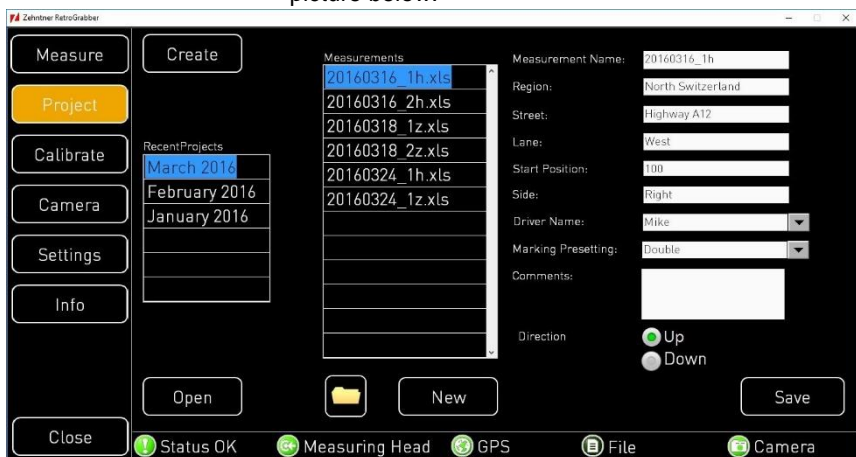 picture below:
Zehntner RetroGrabber
Measure
Project
Calibrate
Camera
Settings
Info
Close
Create
RecentProjects
March 2016
February 2016
January 2016
Open
Measurements
20160316_1h.xls
20160316_2h.xls
20160318_1z.xls
20160318_2z.xls
20160324_1h.xls
20160324_1z.xls
New
Measurement Name: 20160316_1h
Region: North Switzerland
Street: Highway A12
Lane: West
Start Position: 100
Side: Right
Driver Name: Mike
Marking Presetting: Double
Comments:
Direction Up
Down
Save
Status OK Measuring Head GPS File Camera